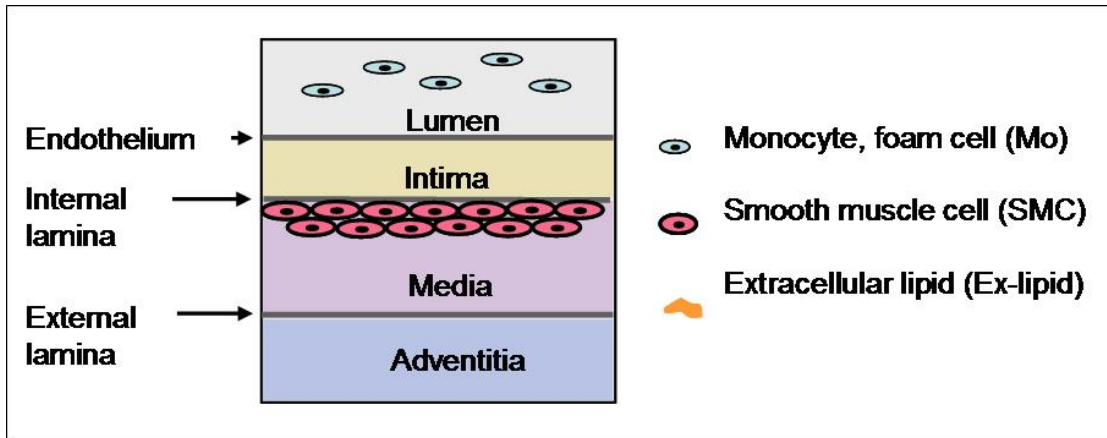 Lumen
Endothelium
Intima
Internal
lamina
Media
External
lamina
Adventitia
Monocyte, foam cell (Mo)
Smooth muscle cell (SMC)
Extracellular lipid (Ex-lipid)